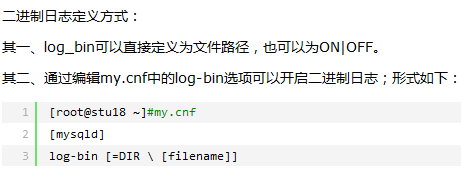 二进制日志定义方式：
其一、log_bin可以直接定义为文件路径，也可以为ON|OFF。
其二、通过编辑my.cnf中的log-bin选项可以开启二进制日志；形式如下：
1 [root@stu18 ~]#my.cnf
2 [mysqld]
3 log-bin [=DIR \ [filename]]